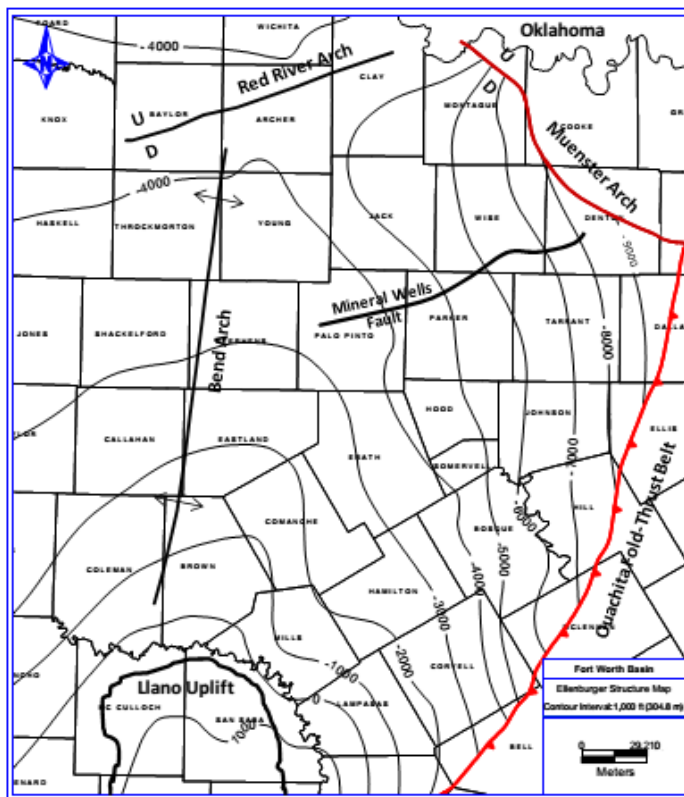 WICHITA
Oklahoma
-4000
N
Red River Arch
CLAY
U
U
D
MONTAGUE
KNOX
BAYLOR
ARCHER
COOKE
D
Muenster Arch
-4000
HASKELL
THROCKMORTON
YOUNG
JACK
WISE
DENTON
-9000
Mineral Wells
Fault
JONES
SHACKELFORD
STEPHENS
PALO PINTO
PARKER
TARRANT
-8000
Bend Arch
HOOD
JOHNSON
ELLIS
CALLAHAN
EASTLAND
ERATH
SOMERVELL
-7000
HILL
COMANCHE
BOSQUE
-6000
Ouachita Fold-Thrust Belt
COLEMAN
BROWN
HAMILTON
-5000
-4000
-3000
MILLS
-2000
CORYELL
-1000
0
Llano Uplift
LAMPASAS
MC CULLOCH
SAN SABA
1000
BELL
Fort Worth Basin
Ellenburger Structure Map
Contour Interval:1,000 ft (304.8 m)
0 29,210
Meters